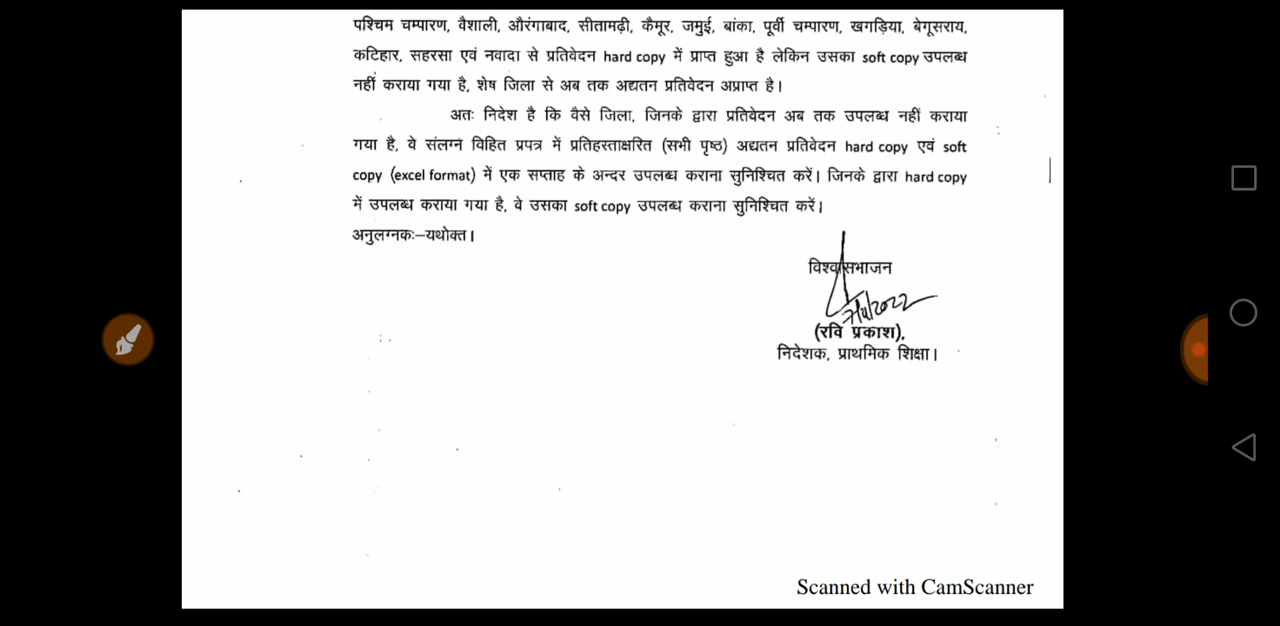 पश्चिम चम्पारण, वैशाली, औरंगाबाद, सीतामढ़ी, कैमूर, जमुई, बांका, पूर्वी चम्पारण, खगड़िया, बेगूसराय,
कटिहार, सहरसा एवं नवादा से प्रतिवेदन hard copy में प्राप्त हुआ है लेकिन उसका soft copy उपलब्ध
नहीं कराया गया है, शेष जिला से अब तक अद्यतन प्रतिवेदन अप्राप्त है।
अतः निदेश है कि वैसे जिला, जिनके द्वारा प्रतिवेदन अब तक उपलब्ध नहीं कराया
गया है, वे संलग्न विहित प्रपत्र में प्रतिहस्ताक्षरित (सभी पृष्ठ) अद्यतन प्रतिवेदन hard copy एवं soft
copy (excel format) में एक सप्ताह के अन्दर उपलब्ध कराना सुनिश्चित करें। जिनके द्वारा hard copy
में उपलब्ध कराया गया है, वे उसका soft copy उपलब्ध कराना सुनिश्चित करें।
अनुलग्नकः–यथोक्त।
विश्वासभाजन
(रवि प्रकाश),
निदेशक, प्राथमिक शिक्षा।
Scanned with CamScanner